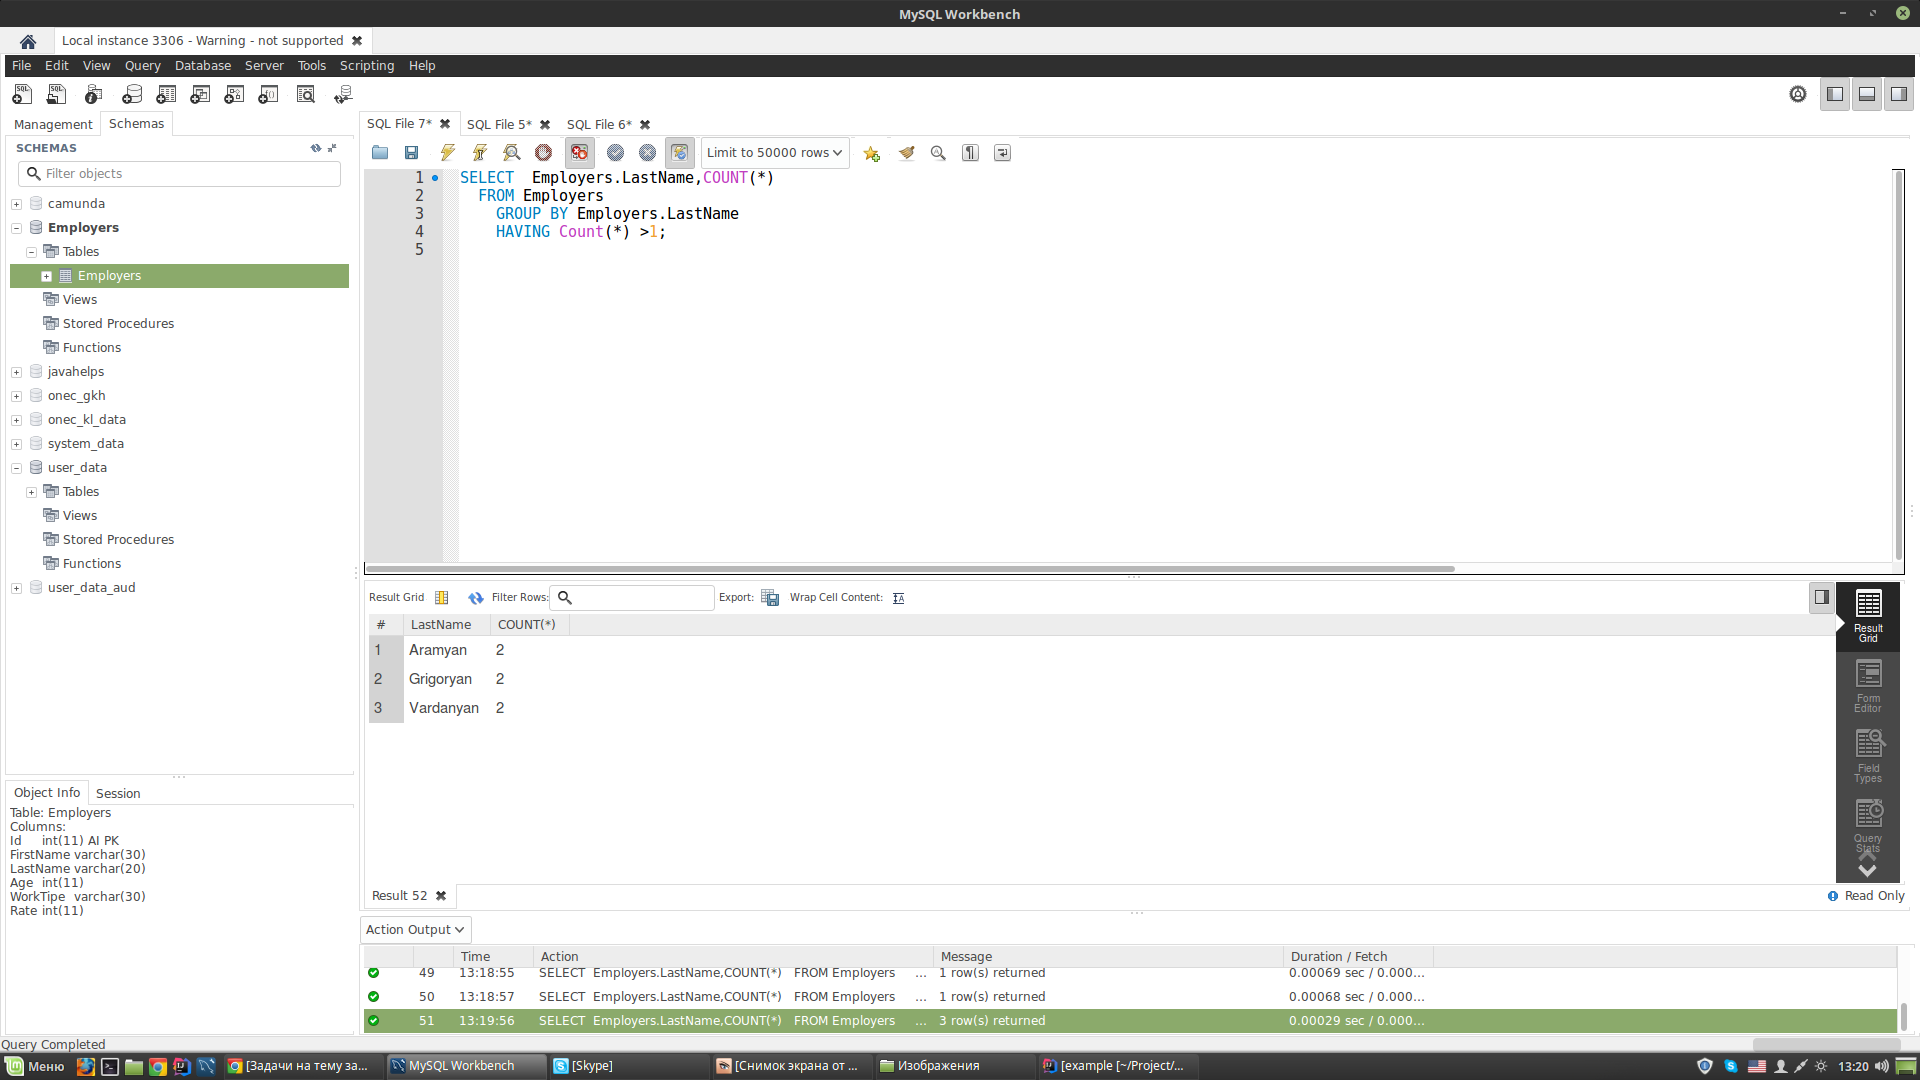 MySQL Workbench
Local instance 3306 - Warning - not supported
File Edit View Query Database Server Tools Scripting Help
Management Schemas
SCHEMAS
Filter objects
camunda
Employers
Tables
Employers
Views
Stored Procedures
Functions
javahelps
onec_gkh
onec_kl_data
system_data
user_data
Tables
Views
Stored Procedures
Functions
user_data_aud
Object Info Session
Table: Employers
Columns:
Id int(11) AI PK
FirstName varchar(30)
LastName varchar(20)
Age int(11)
WorkTipe varchar(30)
Rate int(11)
SQL File 7* SQL File 5* SQL File 6*
Limit to 50000 rows
1 SELECT Employers.LastName,COUNT(*)
2 FROM Employers
3 GROUP BY Employers.LastName
4 HAVING Count(*) >1;
5
Result Grid Filter Rows: Export: Wrap Cell Content:
# LastName COUNT(*)
1 Aramyan 2
2 Grigoryan 2
3 Vardanyan 2
Result
Grid
Form
Editor
Field
Types
Query
Stats
Result 52 Read Only
Action Output
Time Action Message Duration / Fetch
49 13:18:55 SELECT Employers.LastName,COUNT(*) FROM Employers ... 1 row(s) returned 0.00069 sec / 0.000...
50 13:18:57 SELECT Employers.LastName,COUNT(*) FROM Employers ... 1 row(s) returned 0.00068 sec / 0.000...
51 13:19:56 SELECT Employers.LastName,COUNT(*) FROM Employers ... 3 row(s) returned 0.00029 sec / 0.000...
Query Completed
Меню [Задачи на тему за... MySQL Workbench [Skype] [Снимок экрана от ... Изображения [example [~/Project/... 13:20